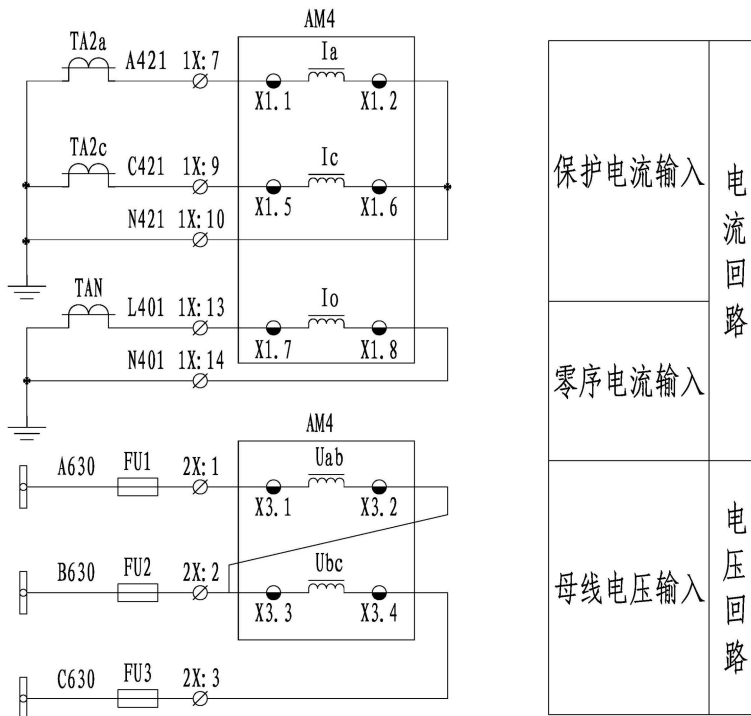 AM4
TA2a A421 1X:7 Ia
X1.1 X1.2
TA2c C421 1X:9 Ic
X1.5 X1.6
N421 1X:10
TAN L401 1X:13 Io
X1.7 X1.8
N401 1X:14
AM4
A630 FU1 2X:1 Uab
X3.1 X3.2
B630 FU2 2X:2 Ubc
X3.3 X3.4
C630 FU3 2X:3
保护电流输入
零序电流输入
电流回路
母线电压输入
电压回路